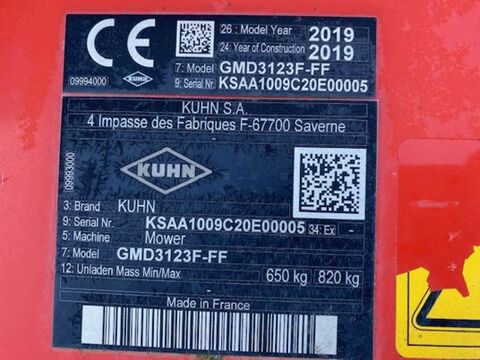 CE
26: Model Year 2019
24: Year of Construction 2019
7: Model GMD3123F-FF
09994000 KUHN 9: Serial Nr. KSAA1009C20E00005
KUHN S.A.
4 Impasse des Fabriques F-67700 Saverne
09993000
KUHN
3: Brand KUHN
9: Serial Nr. KSAA1009C20E00005 34: Ex -
5: Machine Mower
7: Model GMD3123F-FF
12: Unladen Mass Min/Max 650 kg 820 kg
Made in France